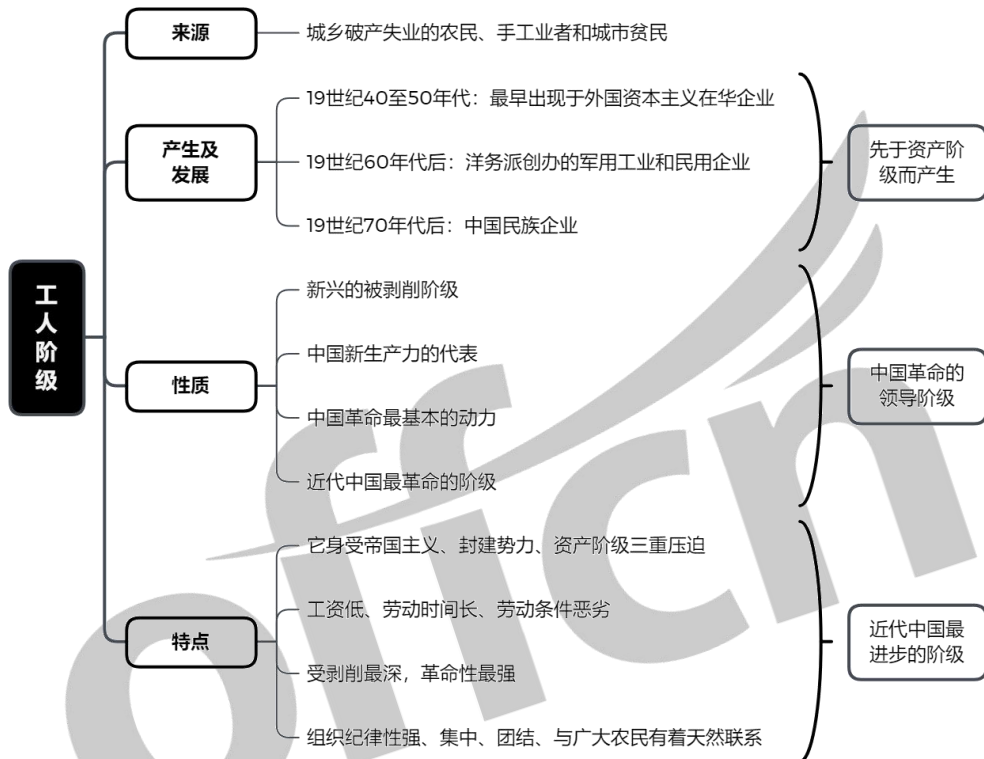 来源
城乡破产失业的农民、手工业者和城市贫民
产生及
发展
19世纪40至50年代：最早出现于外国资本主义在华企业
19世纪60年代后：洋务派创办的军用工业和民用企业
19世纪70年代后：中国民族企业
先于资产阶
级而产生
工
人
阶
级
性质
新兴的被剥削阶级
中国新生产力的代表
中国革命最基本的动力
近代中国最革命的阶级
中国革命的
领导阶级
特点
它身受帝国主义、封建势力、资产阶级三重压迫
工资低、劳动时间长、劳动条件恶劣
受剥削最深，革命性最强
组织纪律性强、集中、团结、与广大农民有着天然联系
近代中国最
进步的阶级
offcn